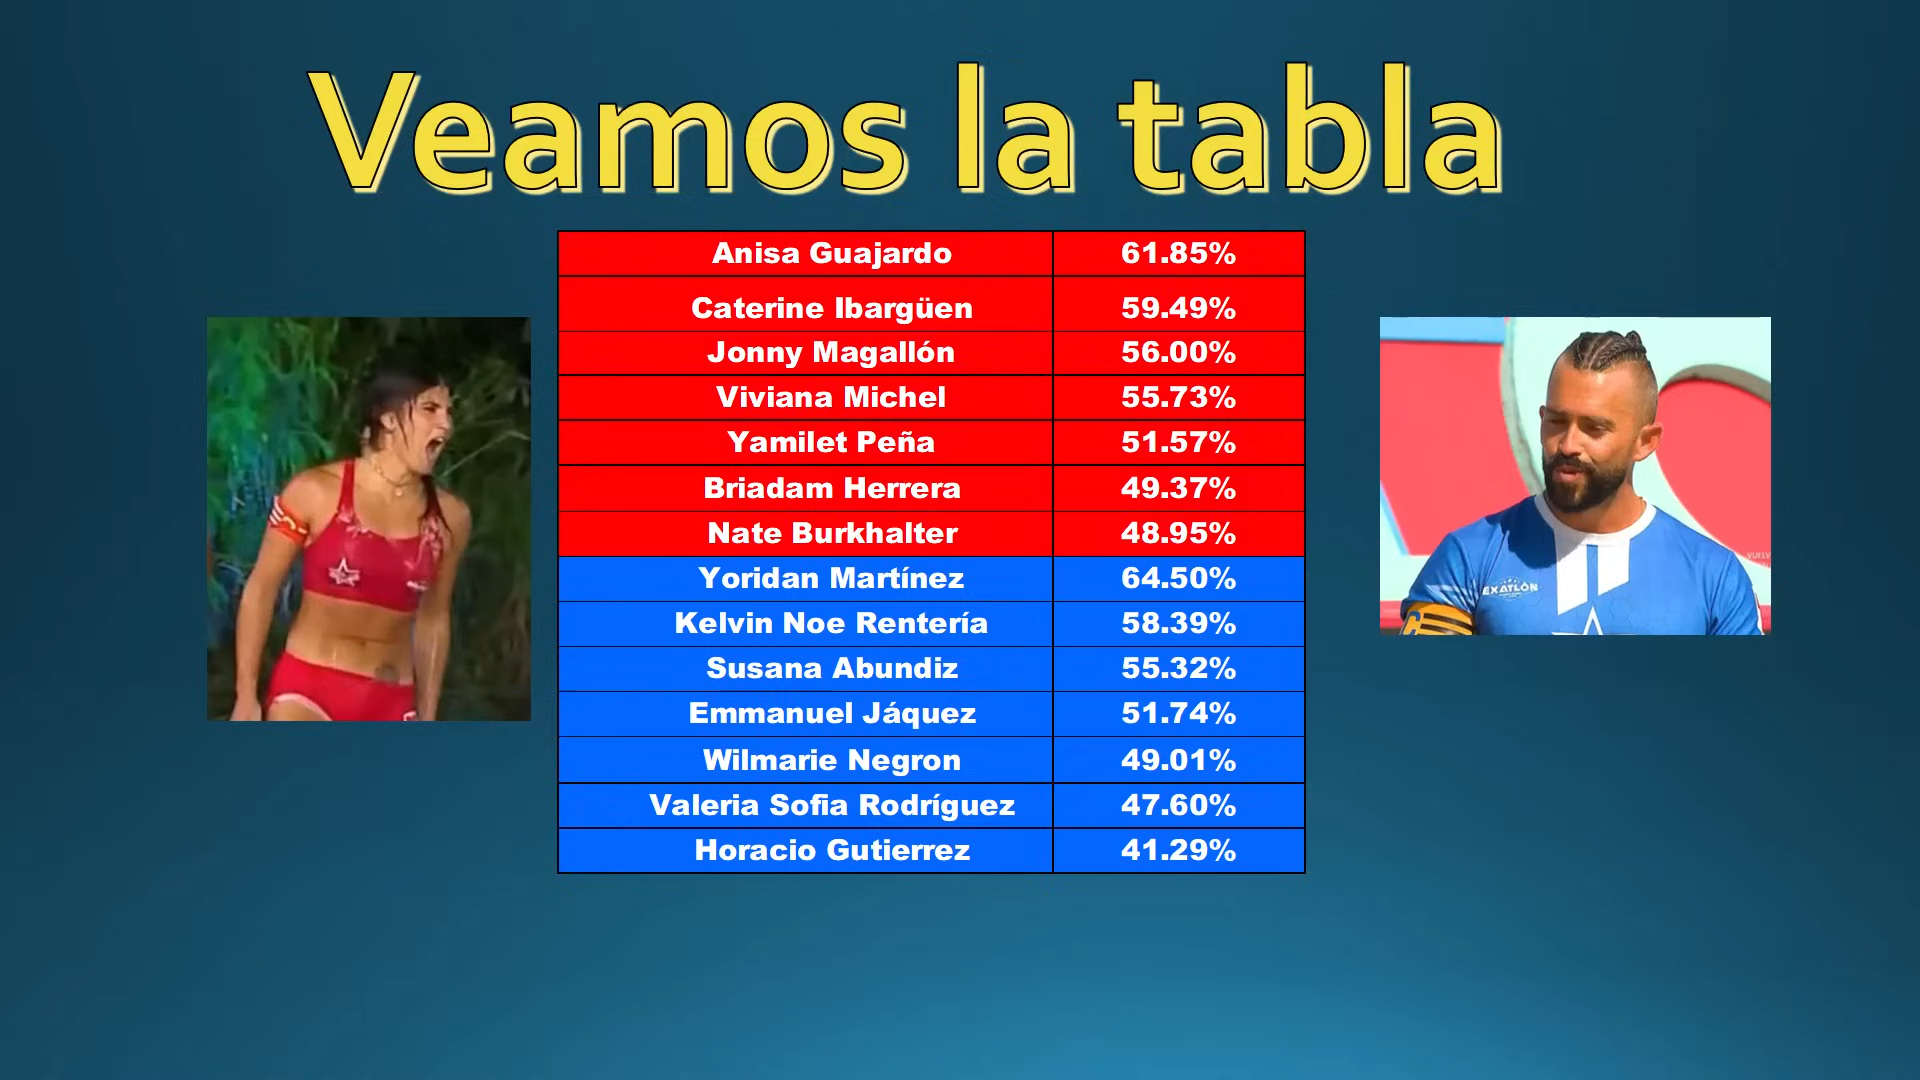 Veamos la tabla
Anisa Guajardo 61.85%
Caterine Ibargüen 59.49%
Jonny Magallón 56.00%
Viviana Michel 55.73%
Yamilet Peña 51.57%
Briadam Herrera 49.37%
Nate Burkhalter 48.95%
Yoridan Martínez 64.50%
Kelvin Noe Rentería 58.39%
Susana Abundiz 55.32%
Emmanuel Jáquez 51.74%
Wilmarie Negron 49.01%
Valeria Sofia Rodríguez 47.60%
Horacio Gutierrez 41.29%
EXATLÓN
VUELV